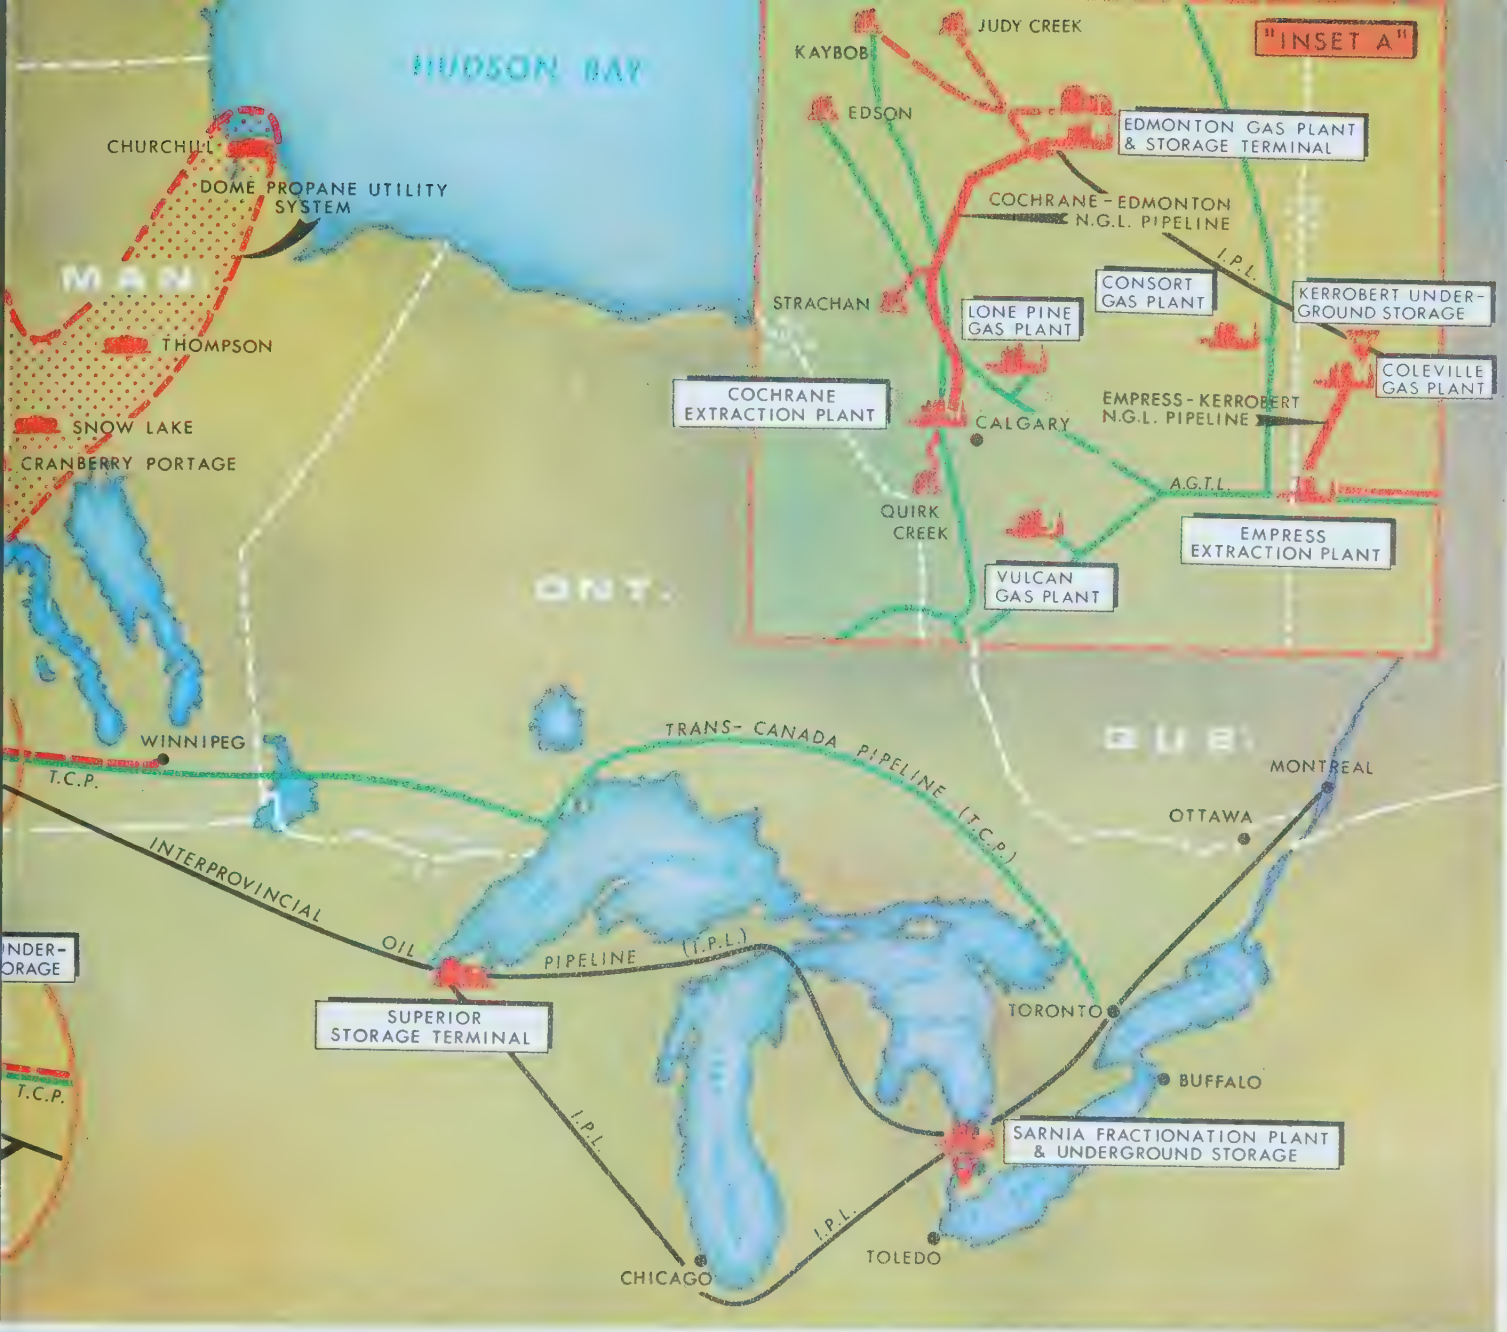 HUDSON BAY
"INSET A"
KAYBOB
JUDY CREEK
EDSON
EDMONTON GAS PLANT
& STORAGE TERMINAL
CHURCHILL
DOME PROPANE UTILITY
SYSTEM
COCHRANE-EDMONTON
N.G.L. PIPELINE
I.P.L.
MAN.
CONSORT
GAS PLANT
KERROBERT UNDER-
GROUND STORAGE
STRACHAN
LONE PINE
GAS PLANT
THOMPSON
COLEVILLE
GAS PLANT
COCHRANE
EXTRACTION PLANT
EMPRESS-KERROBERT
N.G.L. PIPELINE
CALGARY
SNOW LAKE
CRANBERRY PORTAGE
A.G.T.L.
QUIRK
CREEK
EMPRESS
EXTRACTION PLANT
VULCAN
GAS PLANT
ONT.
TRANS-CANADA PIPELINE (T.C.P.)
QUE.
WINNIPEG
T.C.P.
MONTREAL
OTTAWA
INTERPROVINCIAL
OIL
PIPELINE
(I.P.L.)
UNDER-
ORAGE
SUPERIOR
STORAGE TERMINAL
TORONTO
BUFFALO
T.C.P.
I.P.L.
SARNIA FRACTIONATION PLANT
& UNDERGROUND STORAGE
I.P.L.
TOLEDO
CHICAGO